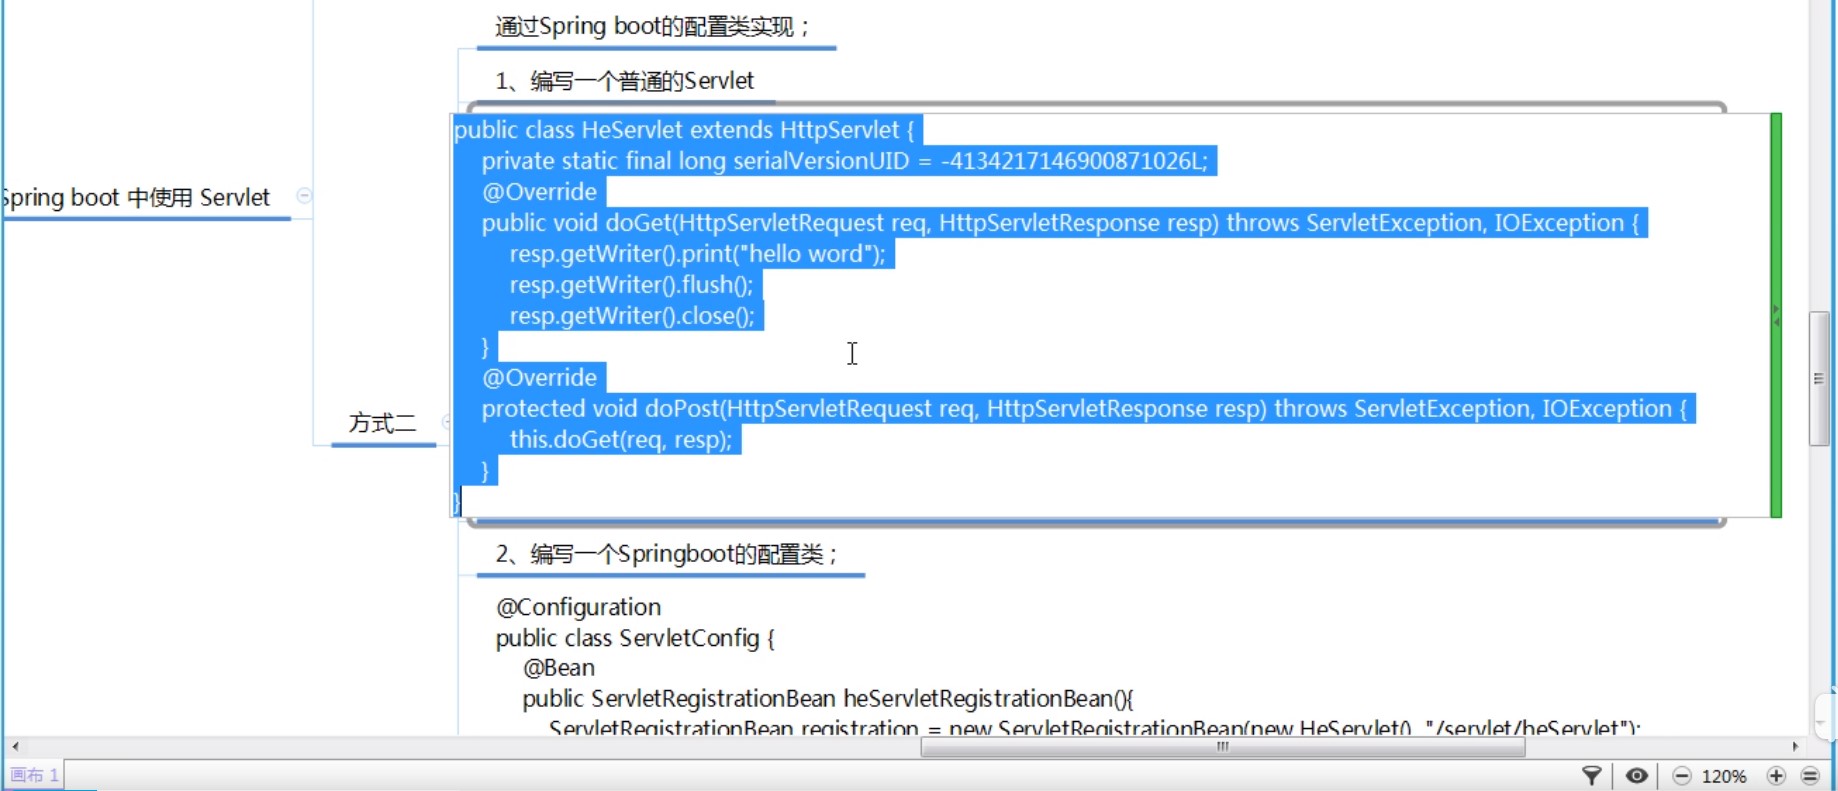 通过Spring boot的配置类实现；
1、编写一个普通的Servlet
public class HeServlet extends HttpServlet {
private static final long serialVersionUID = -4134217146900871026L;
@Override
public void doGet(HttpServletRequest req, HttpServletResponse resp) throws ServletException, IOException {
resp.getWriter().print("hello word");
resp.getWriter().flush();
resp.getWriter().close();
}
@Override
protected void doPost(HttpServletRequest req, HttpServletResponse resp) throws ServletException, IOException {
this.doGet(req, resp);
}
}
Spring boot 中使用 Servlet
方式二
2、编写一个Springboot的配置类；
@Configuration
public class ServletConfig {
@Bean
public ServletRegistrationBean heServletRegistrationBean(){
ServletRegistrationBean registration = new ServletRegistrationBean(new HeServlet(), "/servlet/heServlet");
画布 1
120%